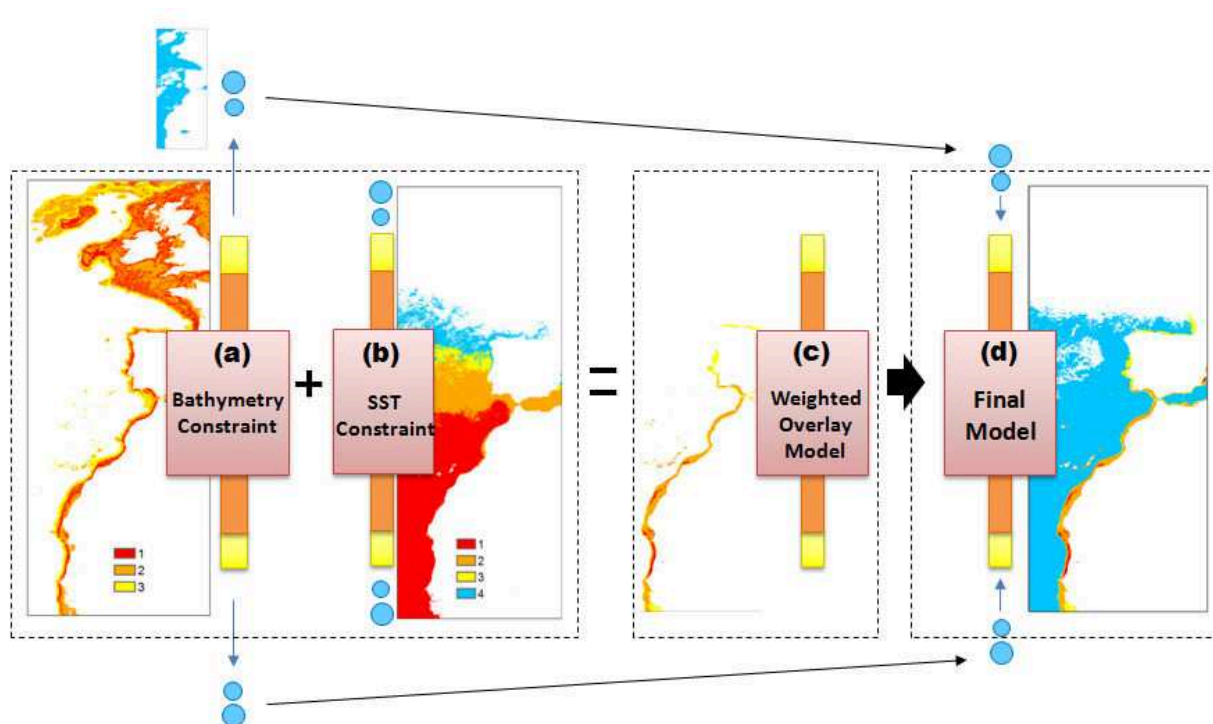 (a)
Bathymetry
Constraint
1
2
3
+
(b)
SST
Constraint
1
2
3
4
=
(c)
Weighted
Overlay
Model
(d)
Final
Model